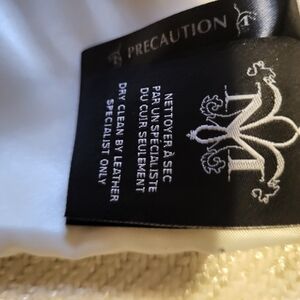 PRECAUTION
NETTOYER À SEC
PAR UN SPÉCIALISTE
DU CUIR SEULEMENT
DRY CLEAN BY LEATHER
SPECIALIST ONLY